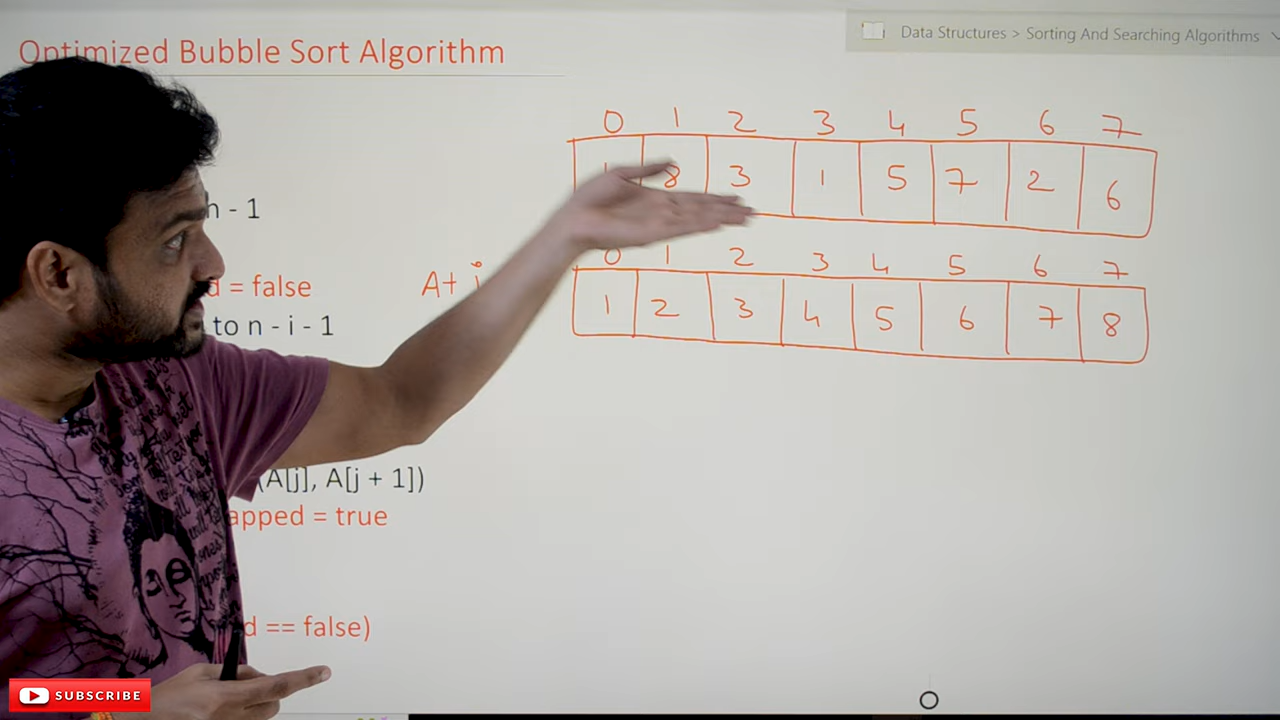 Optimized Bubble Sort Algorithm
Data Structures > Sorting And Searching Algorithms
0 1 2 3 4 5 6 7
8 3 1 5 7 2 6
n - 1
0 1 2 3 4 5 6 7
= false
A+ i
1 2 3 4 5 6 7 8
to n - i - 1
(A[j], A[j + 1])
= true
== false)
SUBSCRIBE